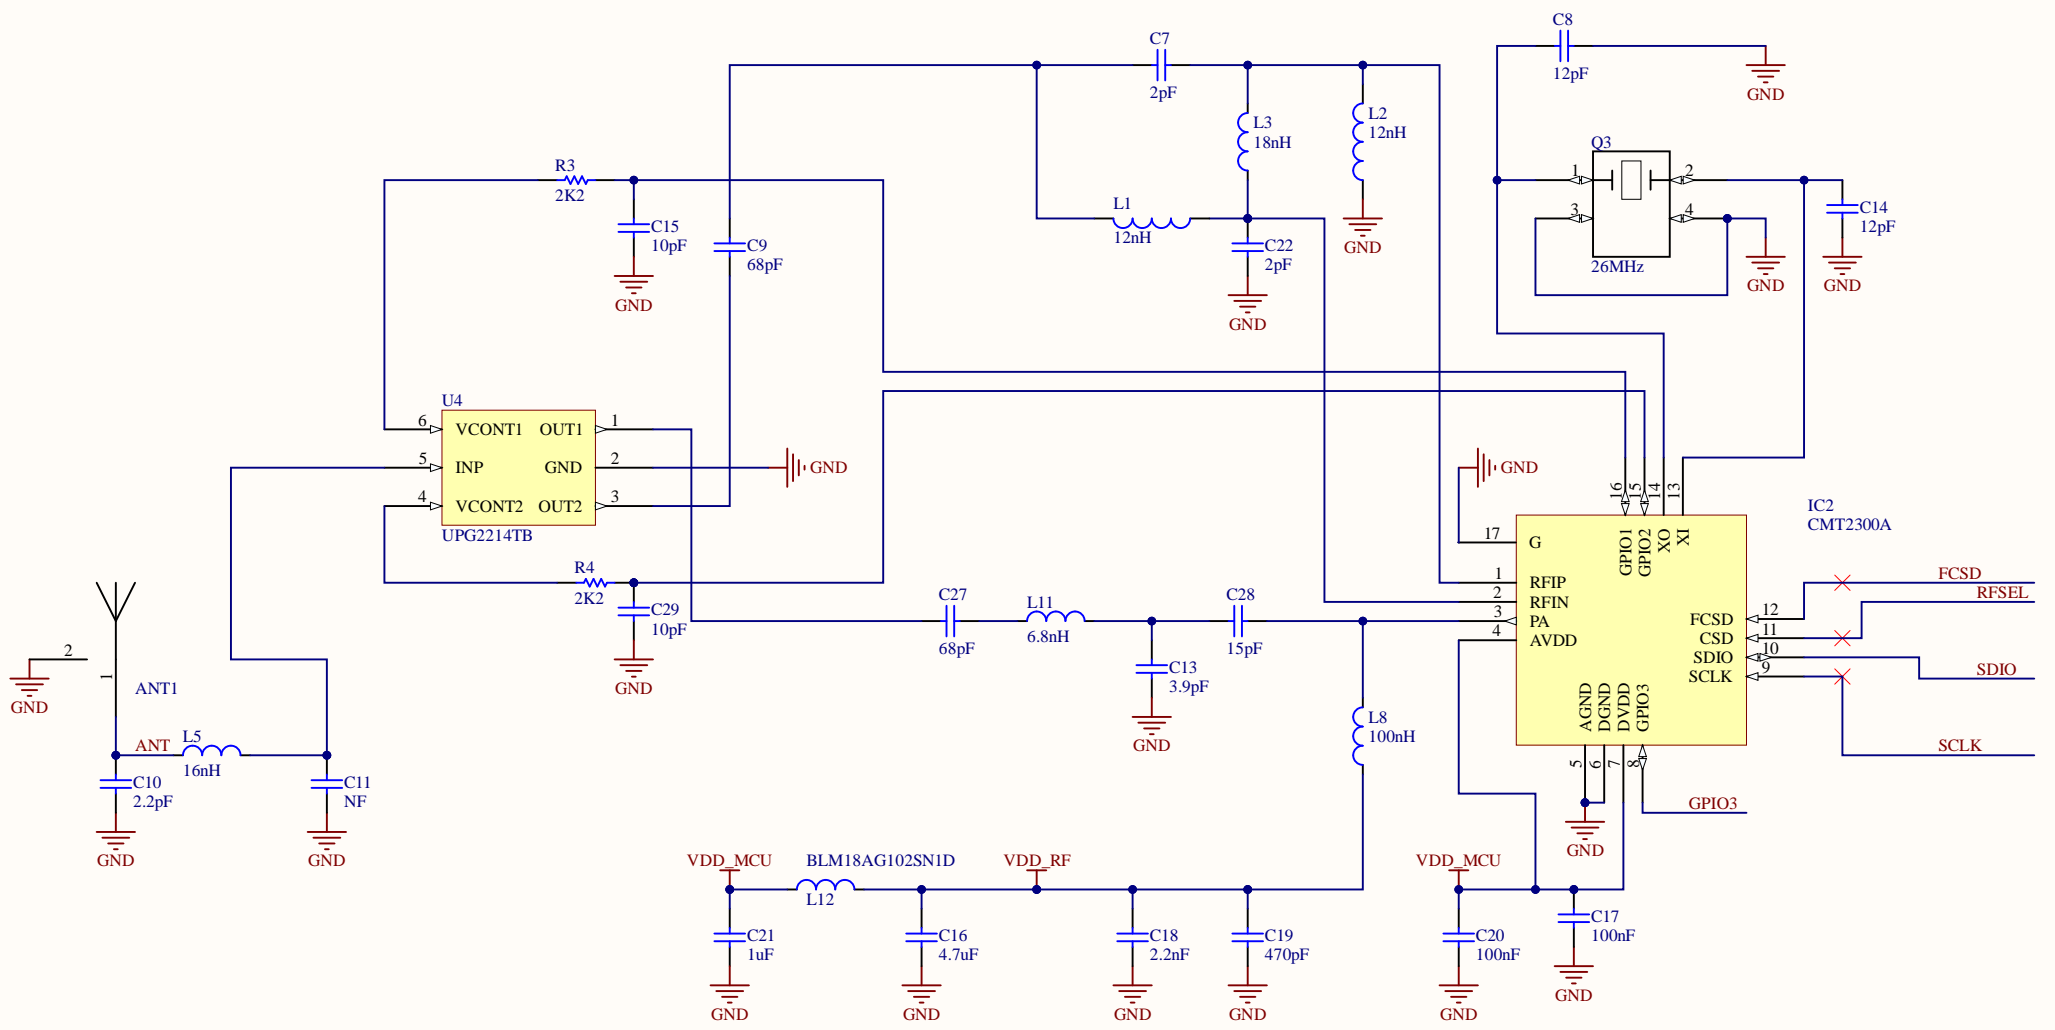 C8
12pF
GND
C7
2pF
L3
18nH
L2
12nH
GND
Q3
1
2
3
4
26MHz
GND
C14
12pF
GND
R3
2K2
C15
10pF
GND
C9
68pF
L1
12nH
C22
2pF
GND
U4
6
VCONT1
OUT1
1
5
INP
GND
2
GND
4
VCONT2
OUT2
3
UPG2214TB
R4
2K2
C29
10pF
GND
C27
68pF
L11
6.8nH
C28
15pF
C13
3.9pF
GND
L8
100nH
GND
17
G
1
RFIP
2
RFIN
3
PA
4
AVDD
16
15
14
13
GPIO1
GPIO2
XO
XI
IC2
CMT2300A
FCSD
12
CSD
11
SDIO
10
SCLK
9
FCSD
RFSEL
SDIO
SCLK
AGND
DGND
DVDD
GPIO3
5
6
7
8
GND
GPIO3
2
GND
1
ANT1
ANT
L5
16nH
C10
2.2pF
GND
C11
NF
GND
VDD_MCU
BLM18AG102SN1D
L12
VDD_RF
C21
1uF
GND
C16
4.7uF
GND
C18
2.2nF
GND
C19
470pF
GND
VDD_MCU
C20
100nF
GND
C17
100nF
GND